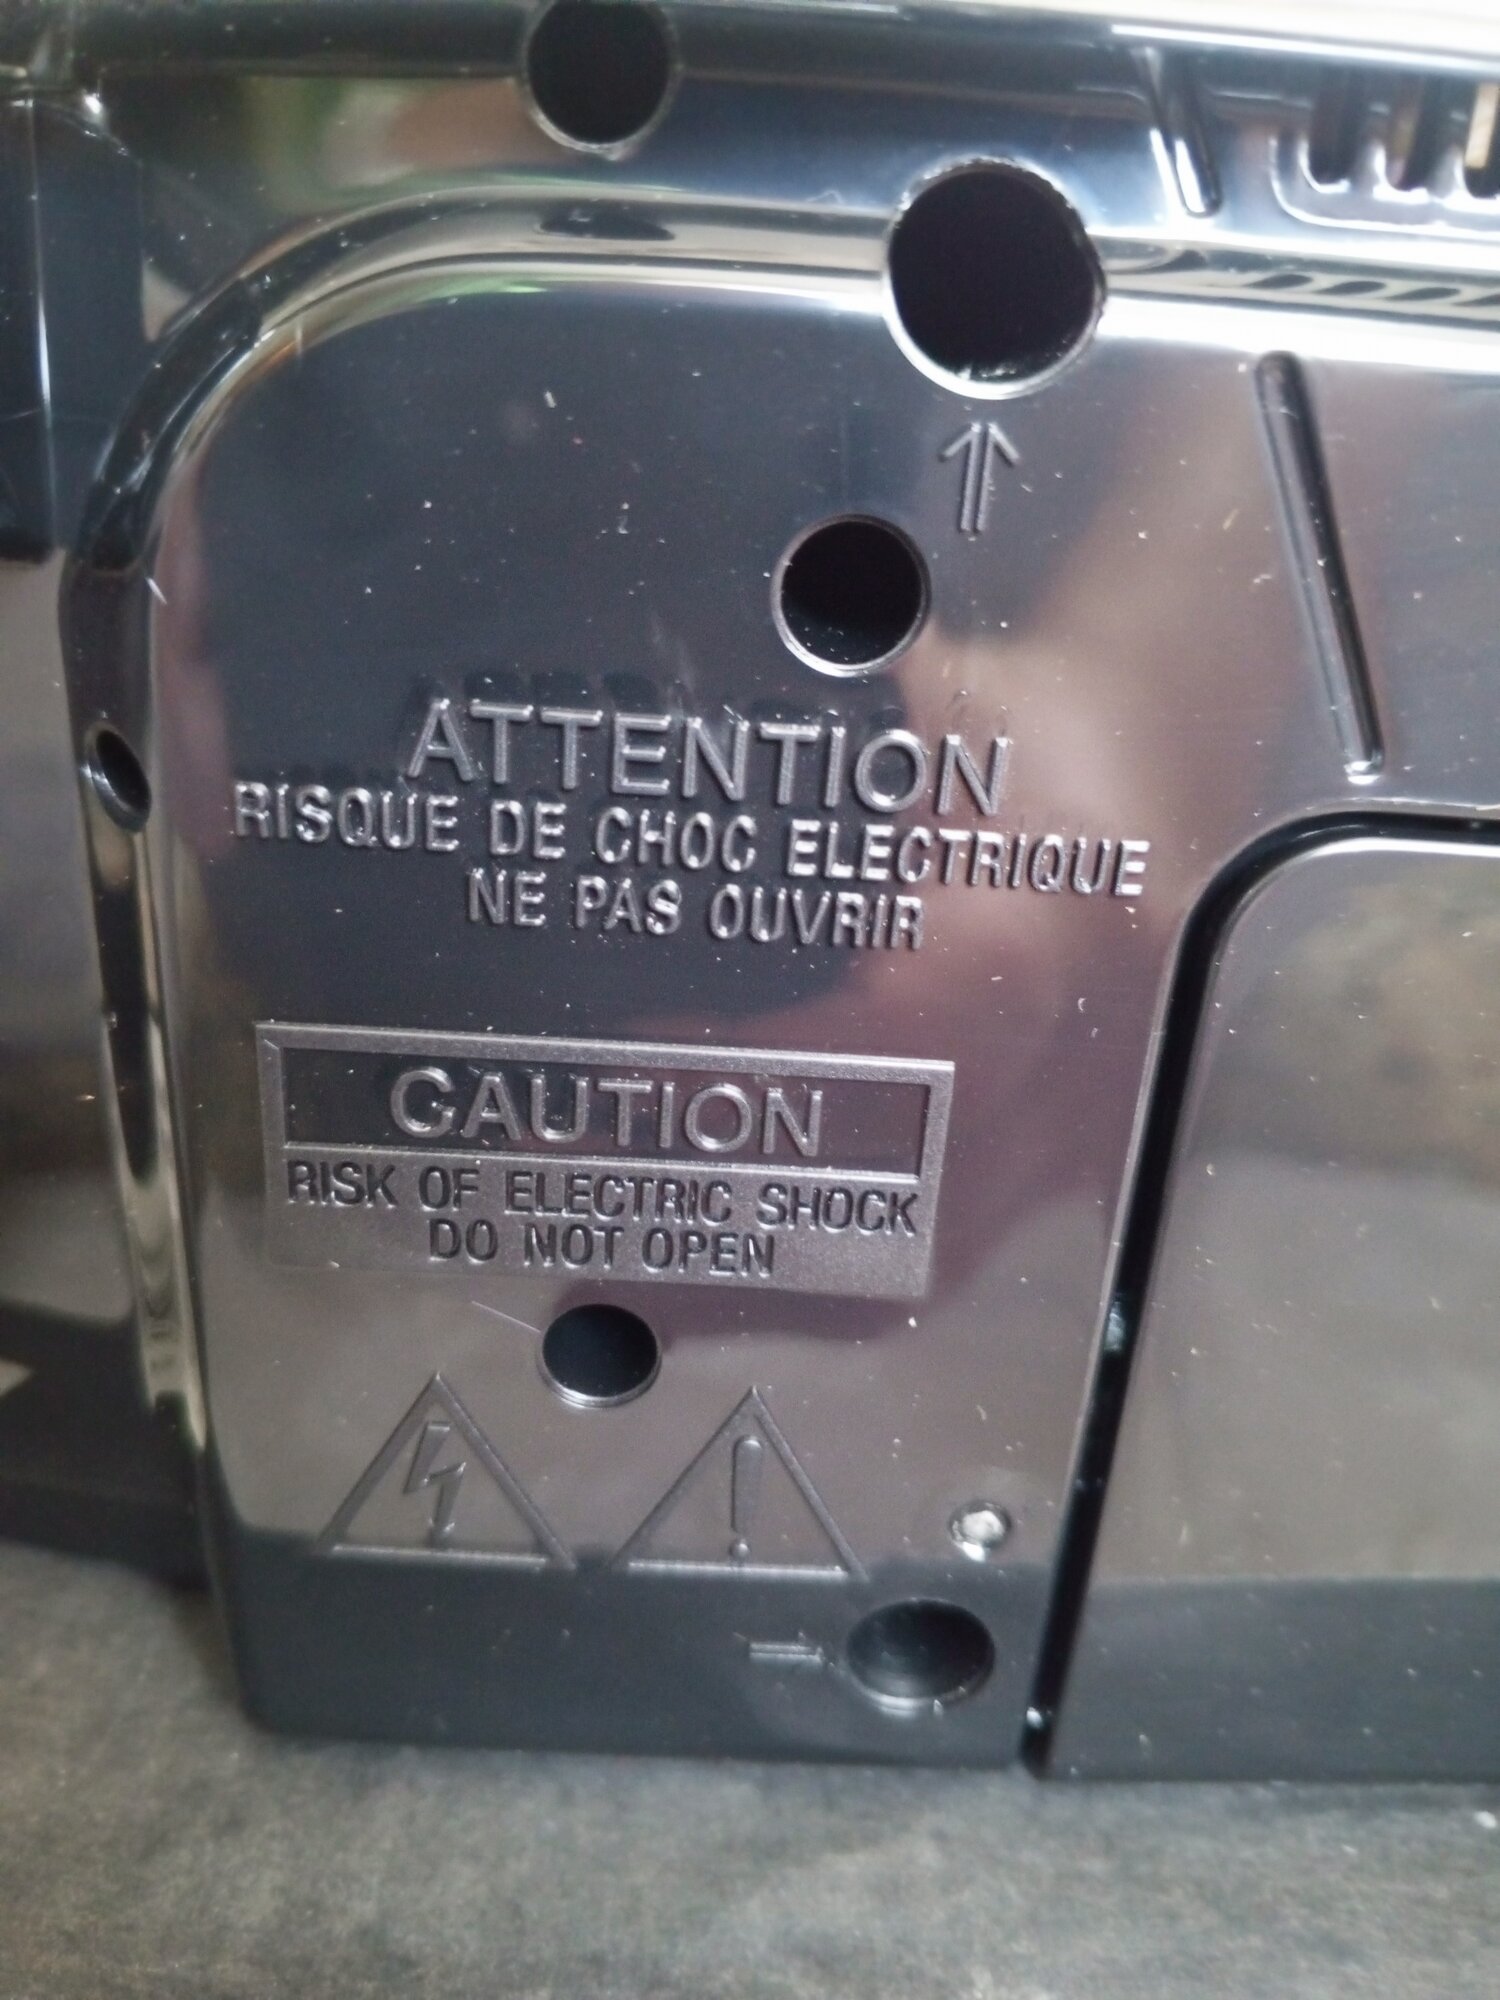 ATTENTION
RISQUE DE CHOC ELECTRIQUE
NE PAS OUVRIR
CAUTION
RISK OF ELECTRIC SHOCK
DO NOT OPEN